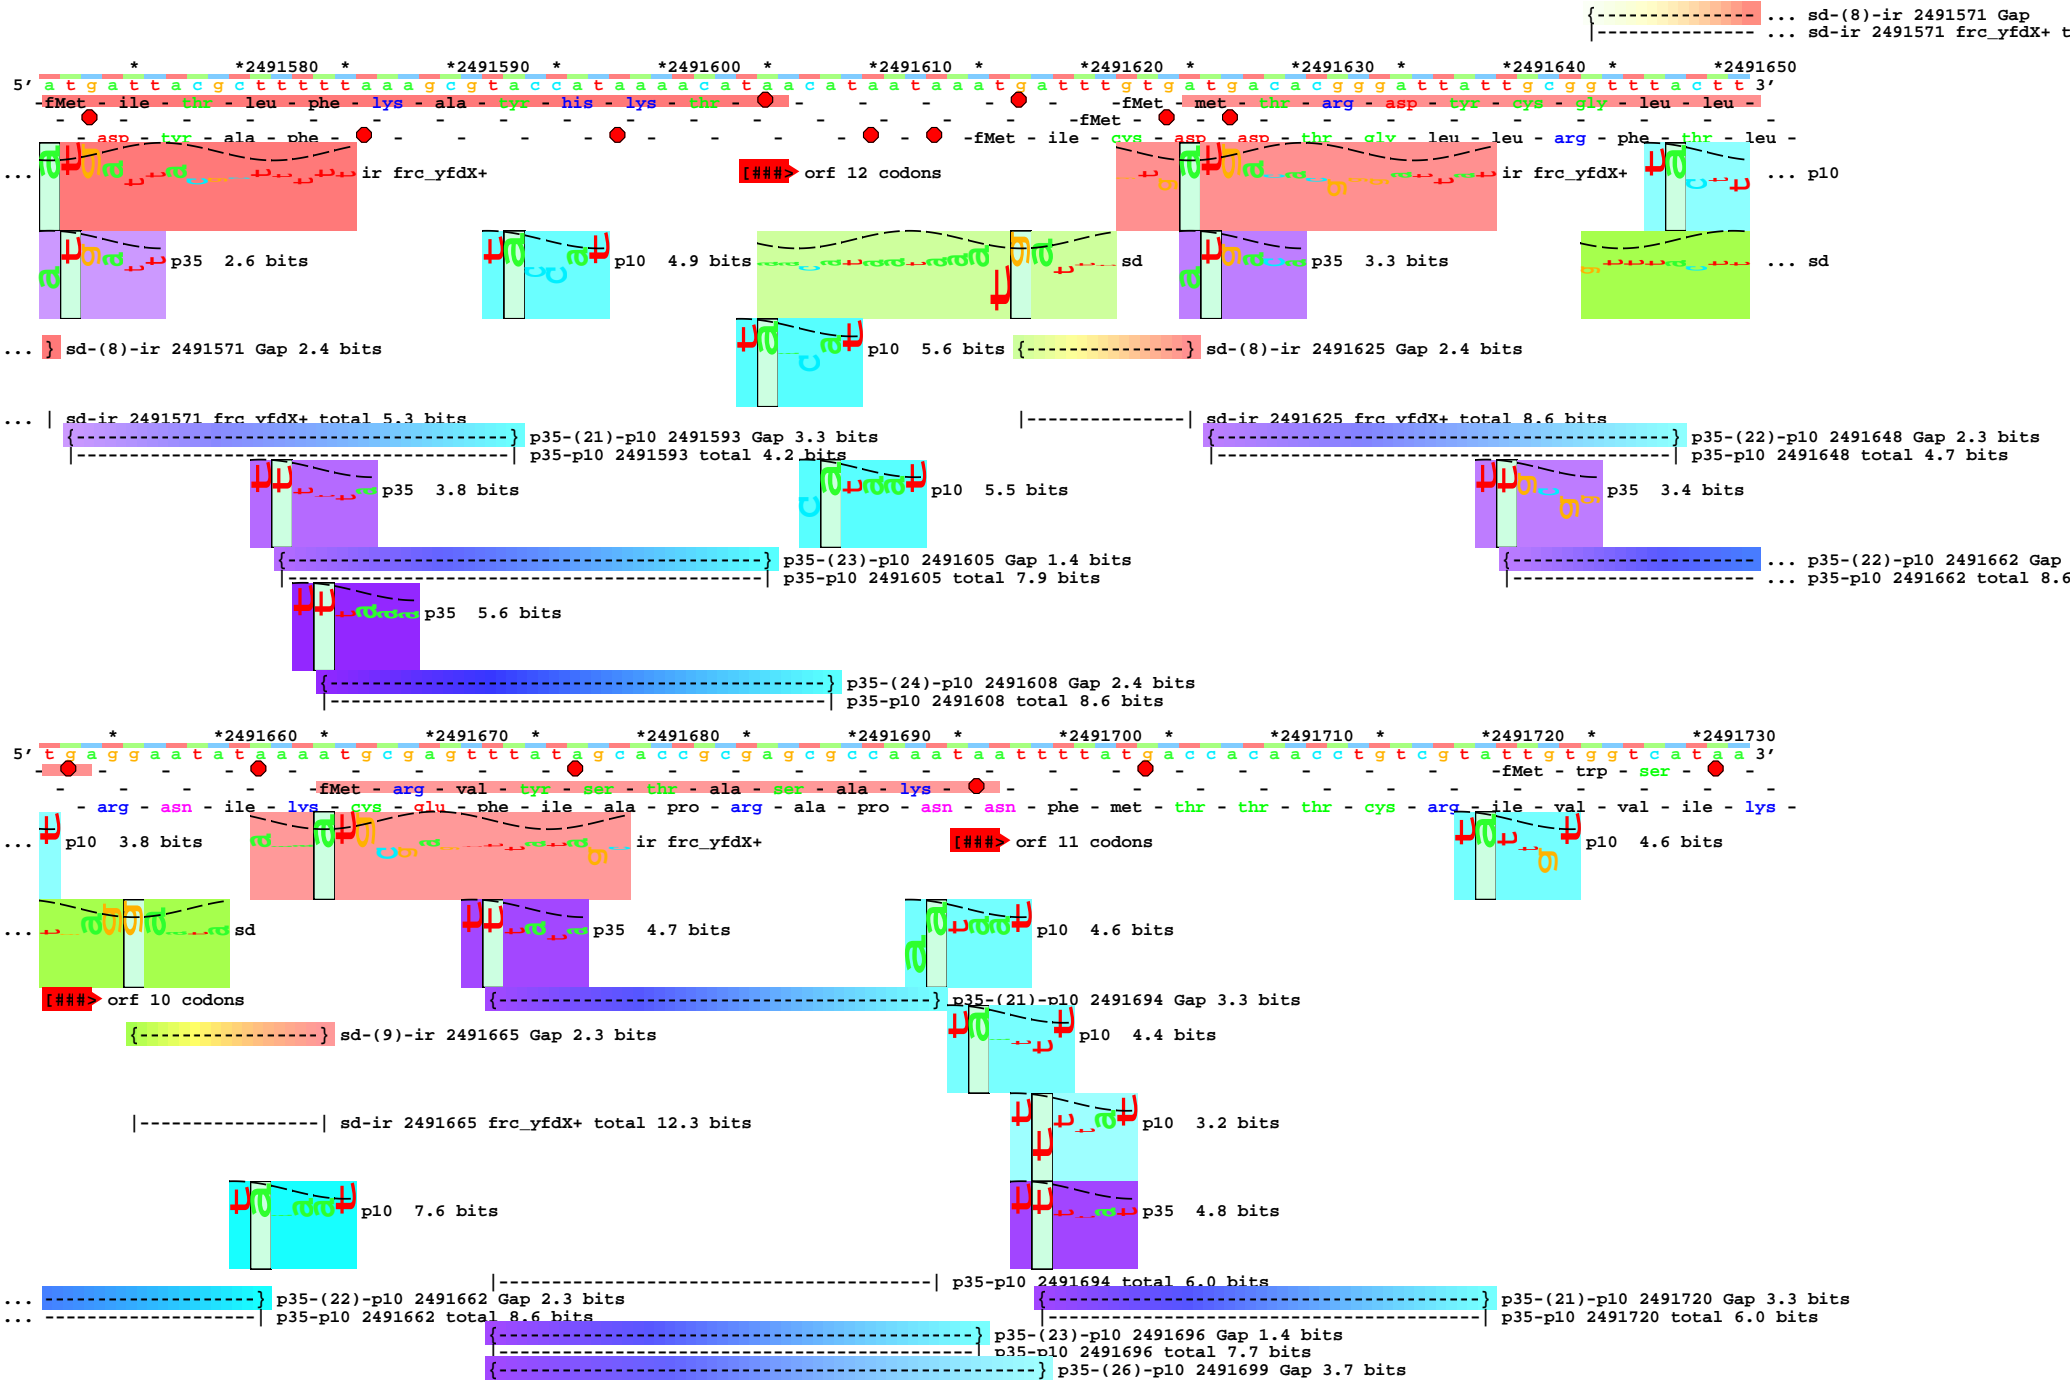 {--------------- ... sd-(8)-ir 2491571 Gap
|--------------- ... sd-ir 2491571 frc_yfdX+ t
* *2491580 * *2491590 * *2491600 * *2491610 * *2491620 * *2491630 * *2491640 * *2491650
5' a t g a t t a c g c t t t t t a a a g c g t a c c a t a a a a c a t a a c a t a a t a a a t g a t t t g t g a t g a c a c g g g a t t a t t g c g g t t t a c t t 3'
-fMet - ile - thr - leu - phe - lys - ala - tyr - his - lys - thr - - - - - -fMet - met - thr - arg - asp - tyr - cys - gly - leu - leu -
- - - - - - - - - - - - - - - - -fMet - - - - - - - - - -
- asp - tyr - ala - phe - - - - - - - - - -fMet - ile - cys - asp - asp - thr - gly - leu - leu - arg - phe - thr - leu -
... ir frc_yfdX+ [###> orf 12 codons ir frc_yfdX+ ... p10
p35 2.6 bits p10 4.9 bits sd p35 3.3 bits ... sd
... } sd-(8)-ir 2491571 Gap 2.4 bits p10 5.6 bits {---------------} sd-(8)-ir 2491625 Gap 2.4 bits
... | sd-ir 2491571 frc_yfdX+ total 5.3 bits |---------------| sd-ir 2491625 frc_yfdX+ total 8.6 bits
{-----------------------------------------} p35-(21)-p10 2491593 Gap 3.3 bits {-------------------------------------------} p35-(22)-p10 2491648 Gap 2.3 bits
|-----------------------------------------| p35-p10 2491593 total 4.2 bits |-------------------------------------------| p35-p10 2491648 total 4.7 bits
p35 3.8 bits p10 5.5 bits p35 3.4 bits
{---------------------------------------------} p35-(23)-p10 2491605 Gap 1.4 bits {----------------------- ... p35-(22)-p10 2491662 Gap
|---------------------------------------------| p35-p10 2491605 total 7.9 bits |----------------------- ... p35-p10 2491662 total 8.6
p35 5.6 bits
{-----------------------------------------------} p35-(24)-p10 2491608 Gap 2.4 bits
|-----------------------------------------------| p35-p10 2491608 total 8.6 bits
* *2491660 * *2491670 * *2491680 * *2491690 * *2491700 * *2491710 * *2491720 * *2491730
5' t g a g g a a t a t a a a a t g c g a g t t t a t a g c a c c g c g a g c g c c a a t a t t t t a t g a c c a c a a c c t g t c g t a t t g t g g t c a t a a 3'
- - - - - - - - - - - - - - - - - - - - - - -fMet - trp - ser - -
- - - - -fMet - arg - val - tyr - ser - thr - ala - ser - ala - lys - - - - - - - - - - - - -
- arg - asn - ile - lys - cys - glu - phe - ile - ala - pro - arg - ala - pro - asn - asn - phe - met - thr - thr - thr - cys - arg - ile - val - val - ile - lys -
... p10 3.8 bits ir frc_yfdX+ [###> orf 11 codons p10 4.6 bits
... sd p35 4.7 bits p10 4.6 bits
[###> orf 10 codons {-----------------------------------------} p35-(21)-p10 2491694 Gap 3.3 bits
{-----------------} sd-(9)-ir 2491665 Gap 2.3 bits p10 4.4 bits
|-----------------| sd-ir 2491665 frc_yfdX+ total 12.3 bits p10 3.2 bits
p10 7.6 bits p35 4.8 bits
|-----------------------------------------| p35-p10 2491694 total 6.0 bits
... --------------------} p35-(22)-p10 2491662 Gap 2.3 bits {-----------------------------------------} p35-(21)-p10 2491720 Gap 3.3 bits
... --------------------| p35-p10 2491662 total 8.6 bits |-----------------------------------------| p35-p10 2491720 total 6.0 bits
{---------------------------------------------} p35-(23)-p10 2491696 Gap 1.4 bits
|---------------------------------------------| p35-p10 2491696 total 7.7 bits
{---------------------------------------------------} p35-(26)-p10 2491699 Gap 3.7 bits